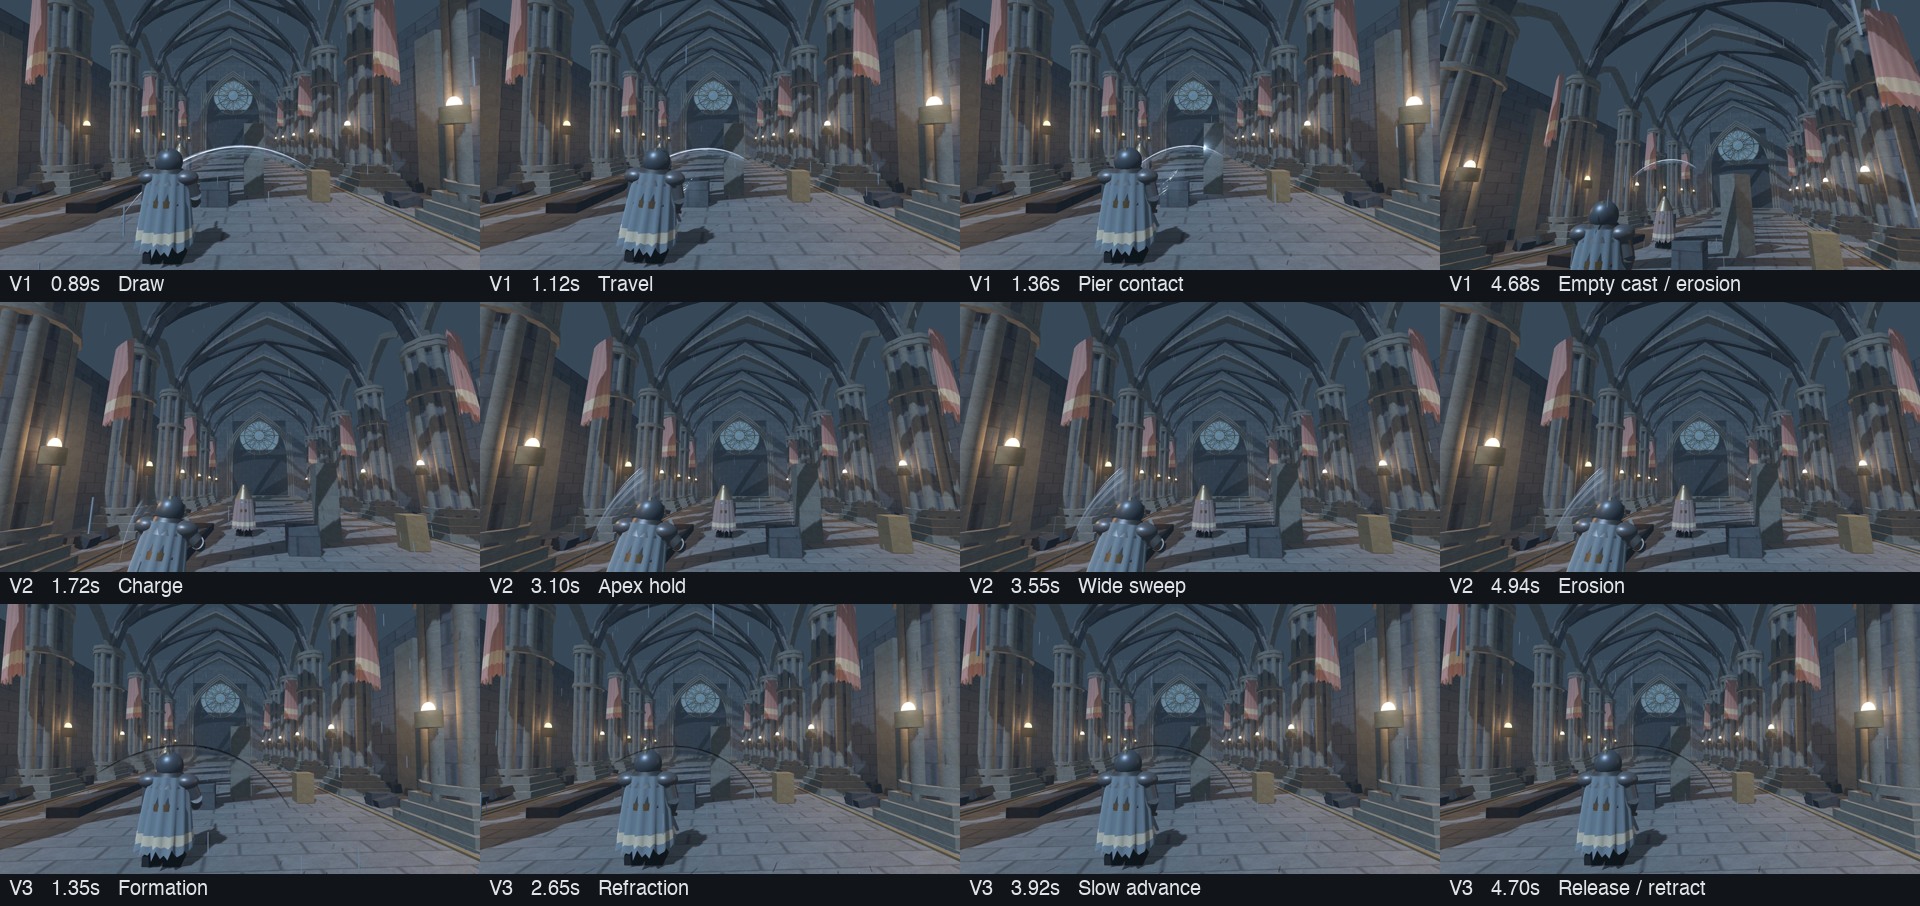 V1 0.89s Draw
V1 1.12s Travel
V1 1.36s Pier contact
V1 4.68s Empty cast / erosion
V2 1.72s Charge
V2 3.10s Apex hold
V2 3.55s Wide sweep
V2 4.94s Erosion
V3 1.35s Formation
V3 2.65s Refraction
V3 3.92s Slow advance
V3 4.70s Release / retract